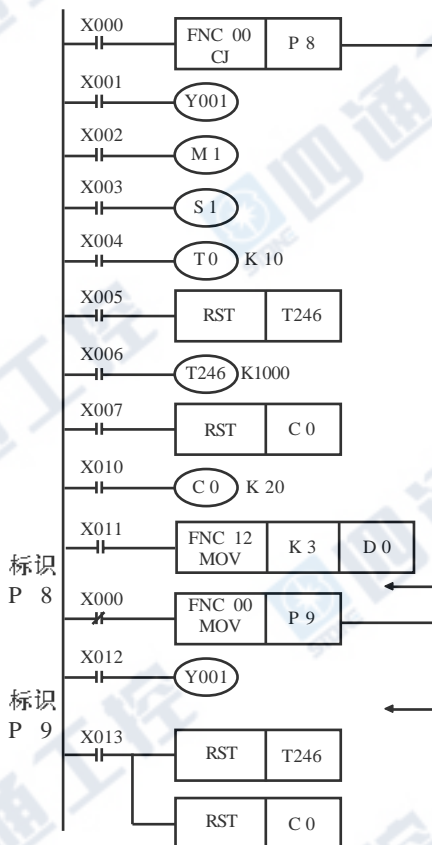 X000
FNC 00 P 8
CJ
X001
Y001
X002
M 1
X003
S 1
X004
T 0 K 10
X005
RST T246
X006
T246 K1000
X007
RST C 0
X010
C 0 K 20
X011
FNC 12 K 3 D 0
MOV
标识
P 8
X000
FNC 00 P 9
MOV
X012
Y001
标识
P 9
X013
RST T246
RST C 0